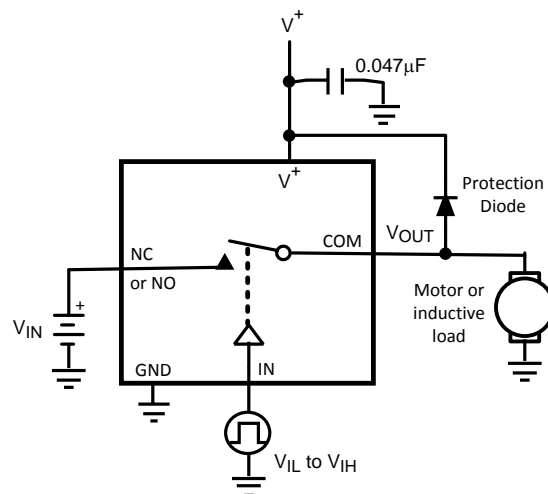 V+
0.047μF
V+
Protection
Diode
VOUT
COM
NC
or NO
+
VIN
Motor or
inductive
load
GND
IN
VIL to VIH